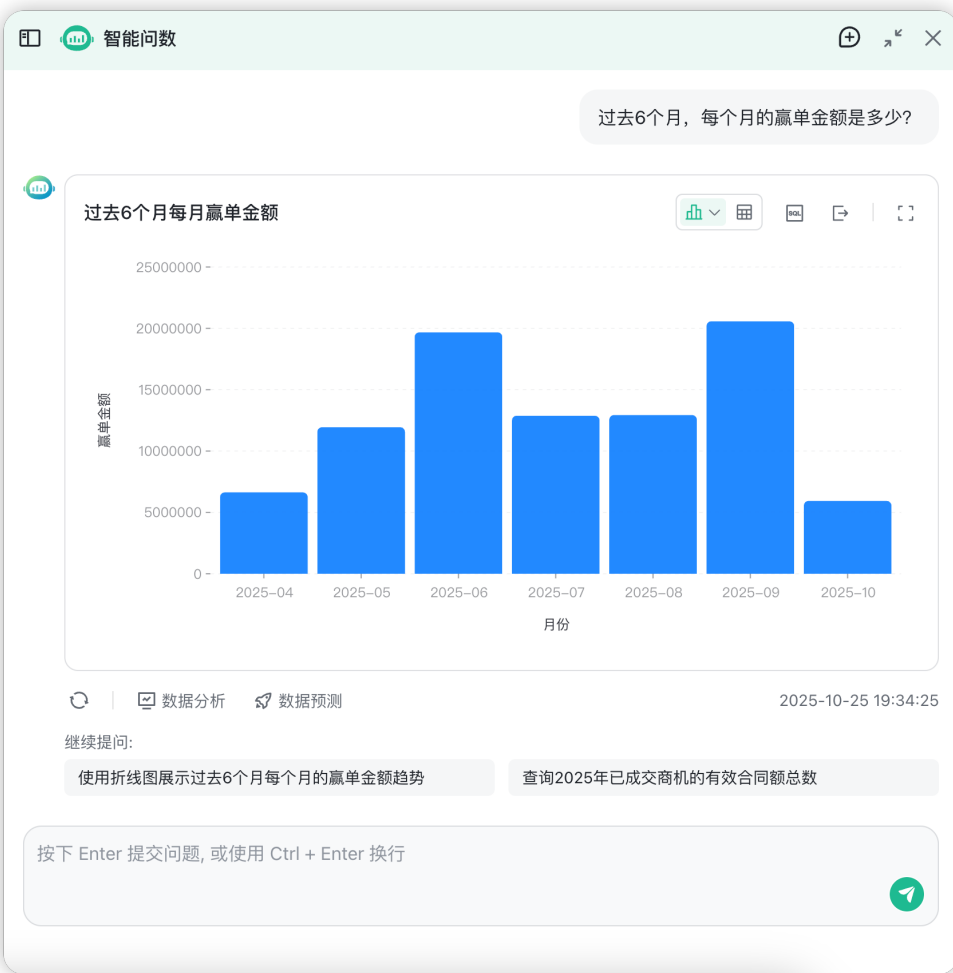 智能问数
过去6个月，每个月的赢单金额是多少?
过去6个月每月赢单金额
SQL
25000000
20000000
15000000
10000000
5000000
0
赢单金额
2025–04 2025–05 2025–06 2025–07 2025–08 2025–09 2025–10
月份
数据分析 数据预测 2025-10-25 19:34:25
继续提问:
使用折线图展示过去6个月每个月的赢单金额趋势 查询2025年已成交商机的有效合同额总数
按下 Enter 提交问题, 或使用 Ctrl + Enter 换行